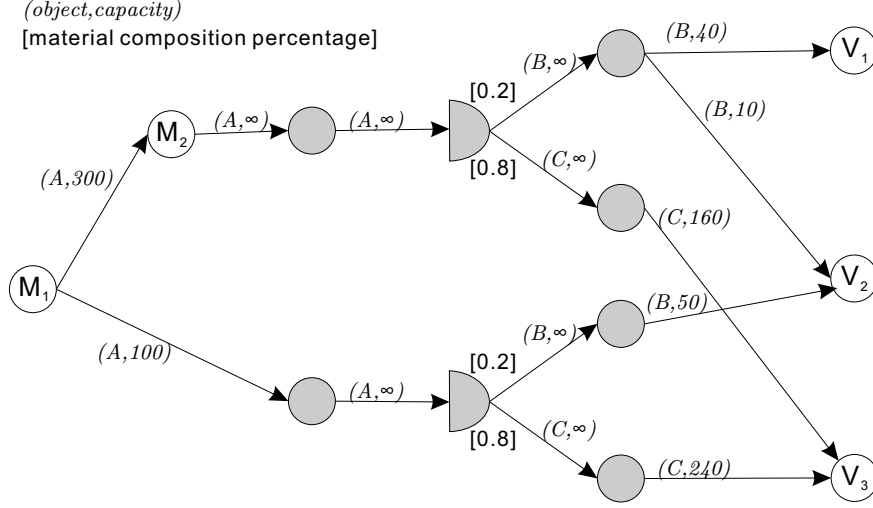 (object,capacity)
[material composition percentage]
(B,40)
V1
(B,∞)
[0.2]
(B,10)
M2
(A,∞)
(A,∞)
(C,∞)
[0.8]
(A,300)
(C,160)
M1
V2
(B,50)
(B,∞)
(A,100)
[0.2]
(A,∞)
(C,∞)
[0.8]
(C,240)
V3